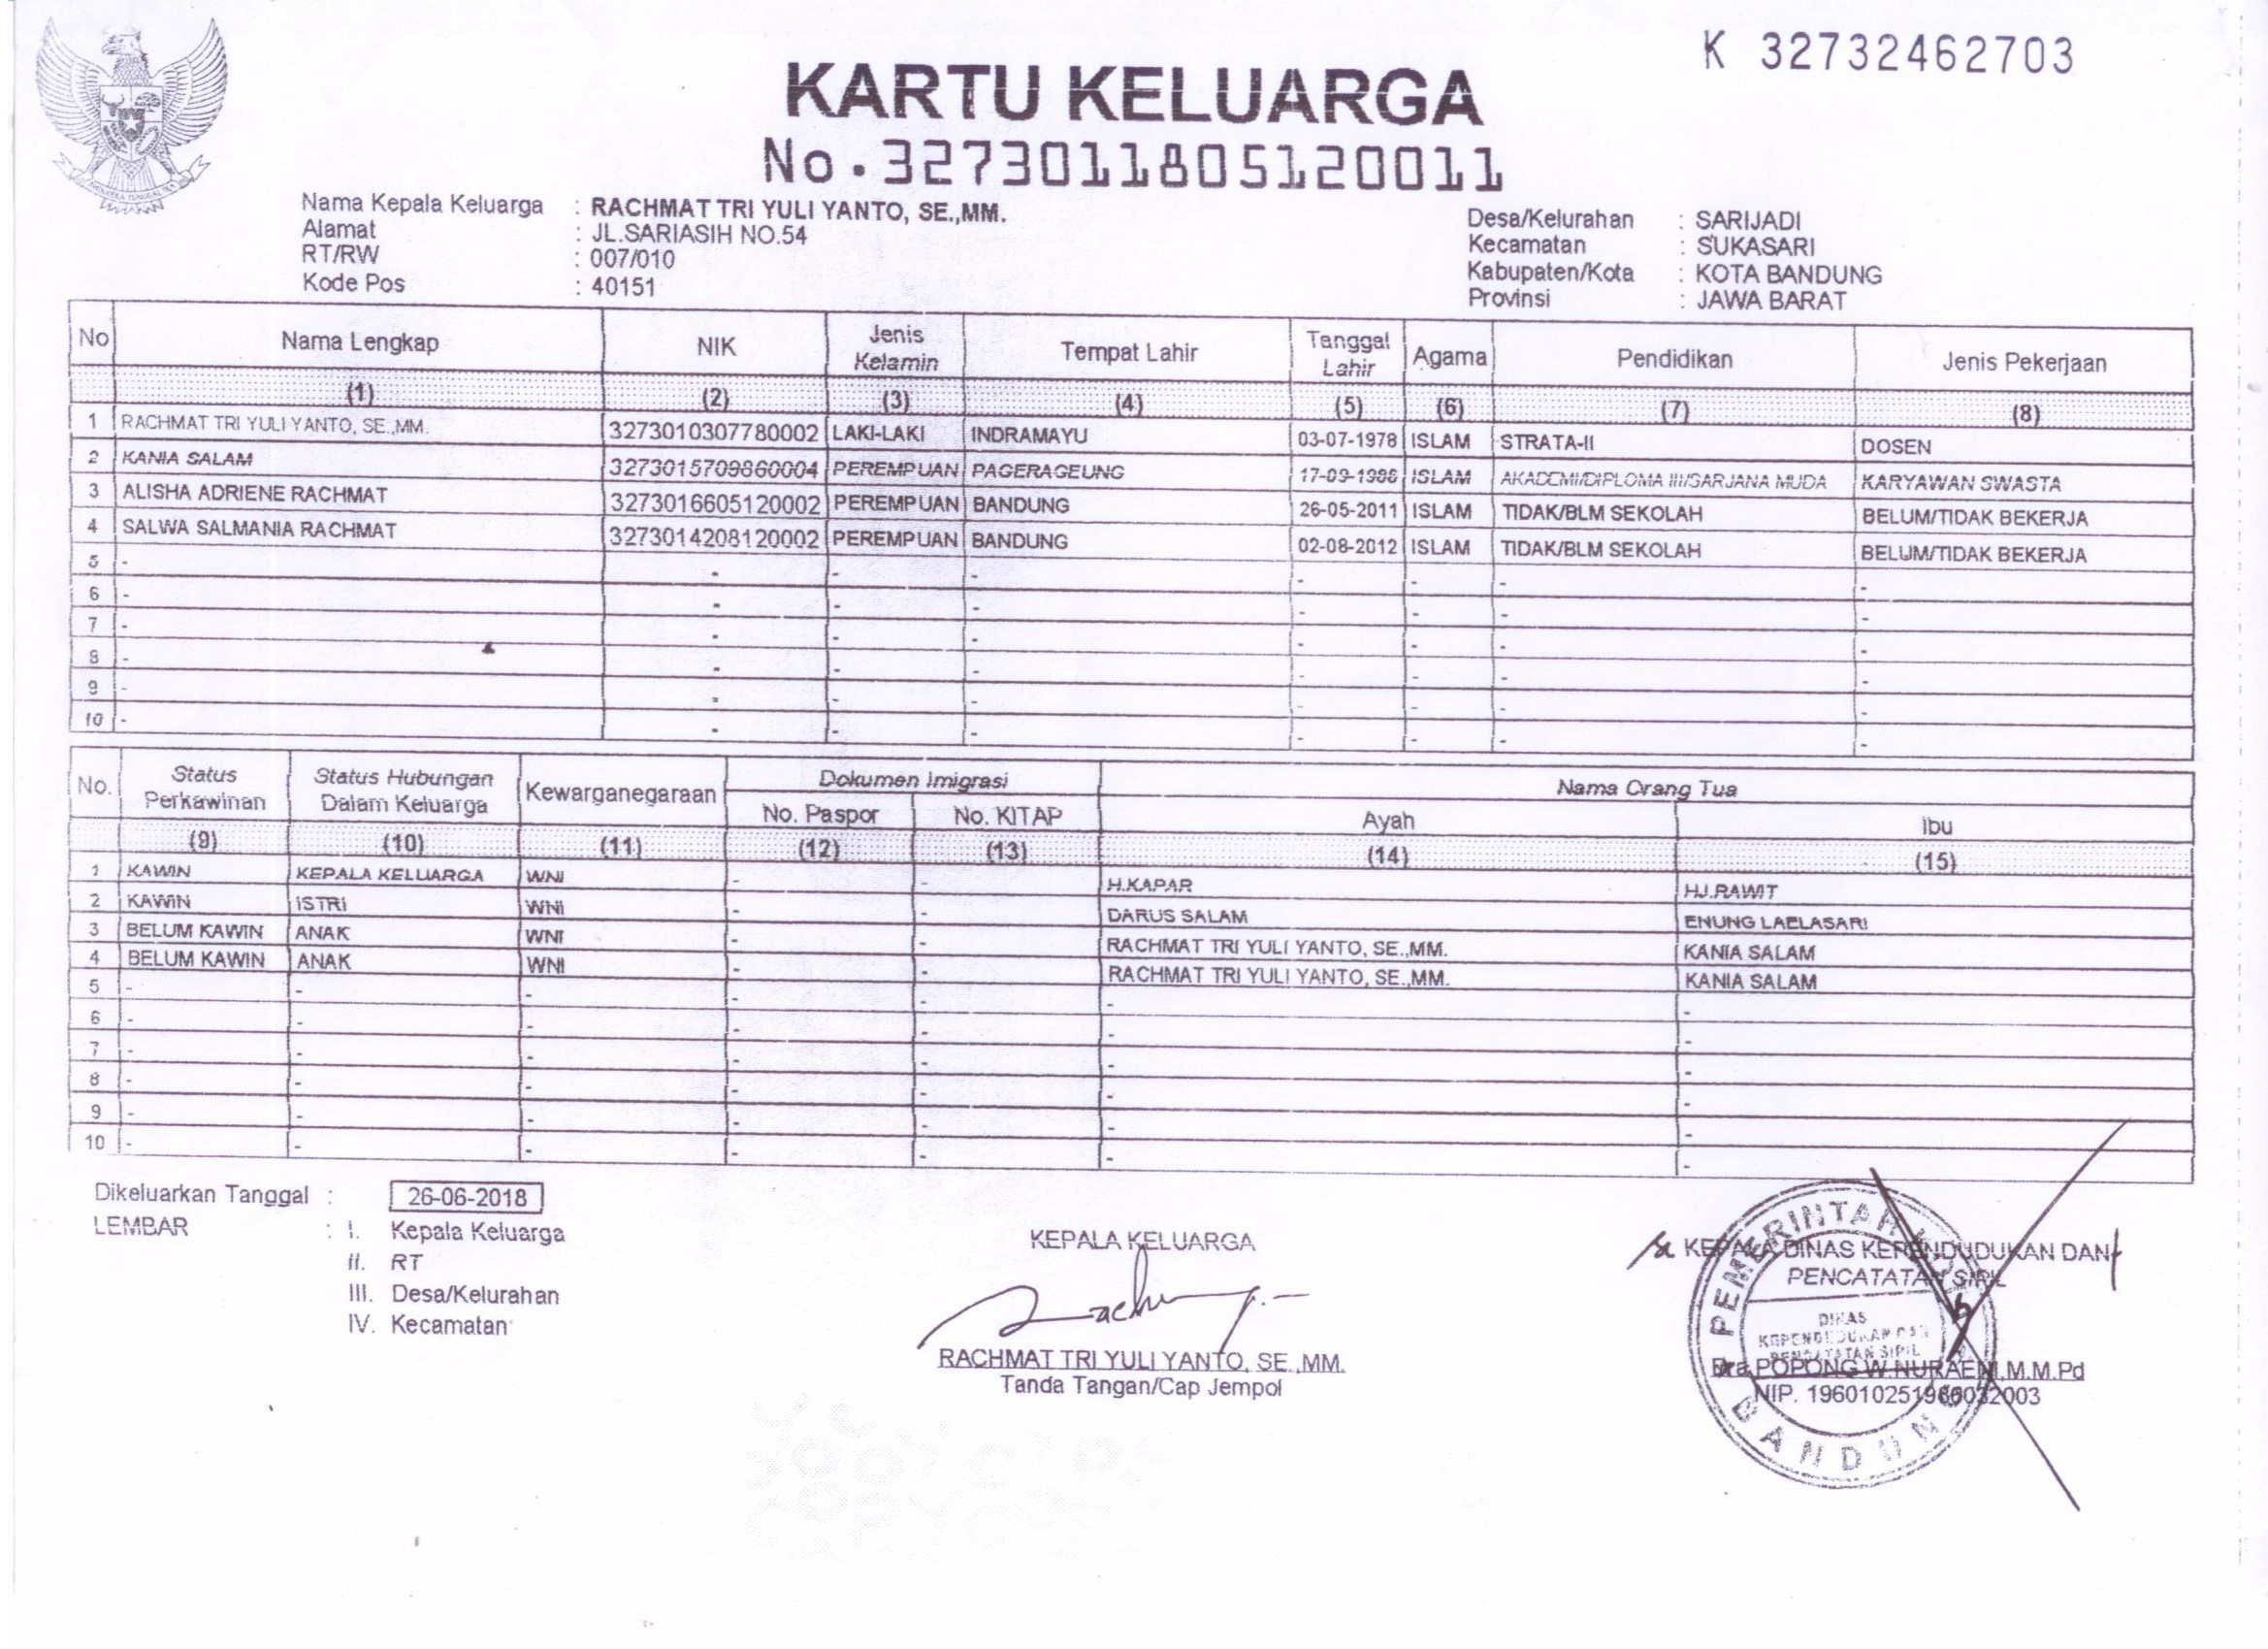 K 32732462703
KARTU KELUARGA
No.3273011805120011
Nama Kepala Keluarga : RACHMAT TRI YULI YANTO, SE.,MM.
Alamat : JL.SARIASIH NO.54
RT/RW : 007/010
Kode Pos : 40151
Desa/Kelurahan : SARIJADI
Kecamatan : SUKASARI
Kabupaten/Kota : KOTA BANDUNG
Provinsi : JAWA BARAT
No Nama Lengkap NIK Jenis Kelamin Tempat Lahir Tanggal Lahir Agama Pendidikan Jenis Pekerjaan
(1) (2) (3) (4) (5) (6) (7) (8)
1 RACHMAT TRI YULI YANTO, SE.,MM. 3273010307780002 LAKI-LAKI INDRAMAYU 03-07-1978 ISLAM STRATA-II DOSEN
2 KANIA SALAM 3273015709860004 PEREMPUAN PAGERAGEUNG 17-09-1986 ISLAM AKADEMI/DIPLOMA III/SARJANA MUDA KARYAWAN SWASTA
3 ALISHA ADRIENE RACHMAT 3273016605120002 PEREMPUAN BANDUNG 26-05-2011 ISLAM TIDAK/BLM SEKOLAH BELUM/TIDAK BEKERJA
4 SALWA SALMANIA RACHMAT 3273014208120002 PEREMPUAN BANDUNG 02-08-2012 ISLAM TIDAK/BLM SEKOLAH BELUM/TIDAK BEKERJA
5 - - - - - - - -
6 - - - - - - - -
7 - - - - - - - -
8 - - - - - - - -
9 - - - - - - - -
10 - - - - - - - -
No. Status Perkawinan Status Hubungan Dalam Keluarga Kewarganegaraan Dokumen Imigrasi Nama Orang Tua
No. Paspor No. KITAP Ayah Ibu
(9) (10) (11) (12) (13) (14) (15)
1 KAWIN KEPALA KELUARGA WNI - - H.KAPAR HJ.RAWIT
2 KAWIN ISTRI WNI - - DARUS SALAM ENUNG LAELASARI
3 BELUM KAWIN ANAK WNI - - RACHMAT TRI YULI YANTO, SE.,MM. KANIA SALAM
4 BELUM KAWIN ANAK WNI - - RACHMAT TRI YULI YANTO, SE.,MM. KANIA SALAM
5 - - - - - - -
6 - - - - - - -
7 - - - - - - -
8 - - - - - - -
9 - - - - - - -
10 - - - - - - -
Dikeluarkan Tanggal : 26-06-2018
LEMBAR : I. Kepala Keluarga
II. RT
III. Desa/Kelurahan
IV. Kecamatan
KEPALA KELUARGA
RACHMAT TRI YULI YANTO, SE.,MM.
Tanda Tangan/Cap Jempol
KEPALA DINAS KEPENDUDUKAN DAN
PENCATATAN SIPIL
Dra.POPONG W.NURAENI,M.M.Pd
NIP. 196010251986032003
PEMERINTAH
DINAS
KEPENDUDUKAN DAN
PENCATATAN SIPIL
BANDUNG